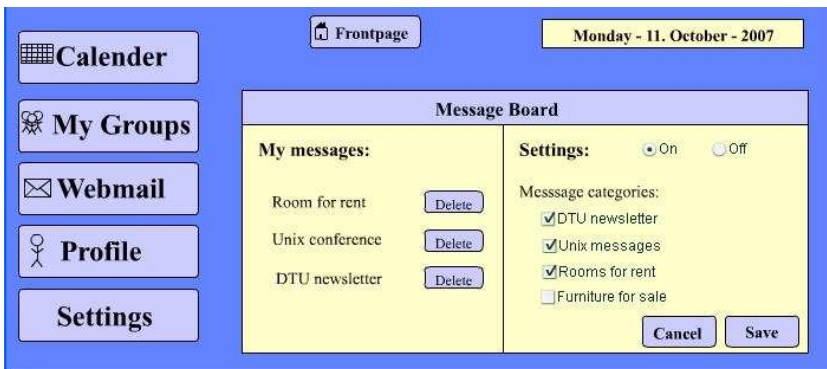 Frontpage
Monday - 11. October - 2007
Calender
My Groups
Webmail
Profile
Settings
Message Board
My messages:
Room for rent Delete
Unix conference Delete
DTU newsletter Delete
Settings: On Off
Messsage categories:
DTU newsletter
Unix messages
Rooms for rent
Furniture for sale
Cancel Save